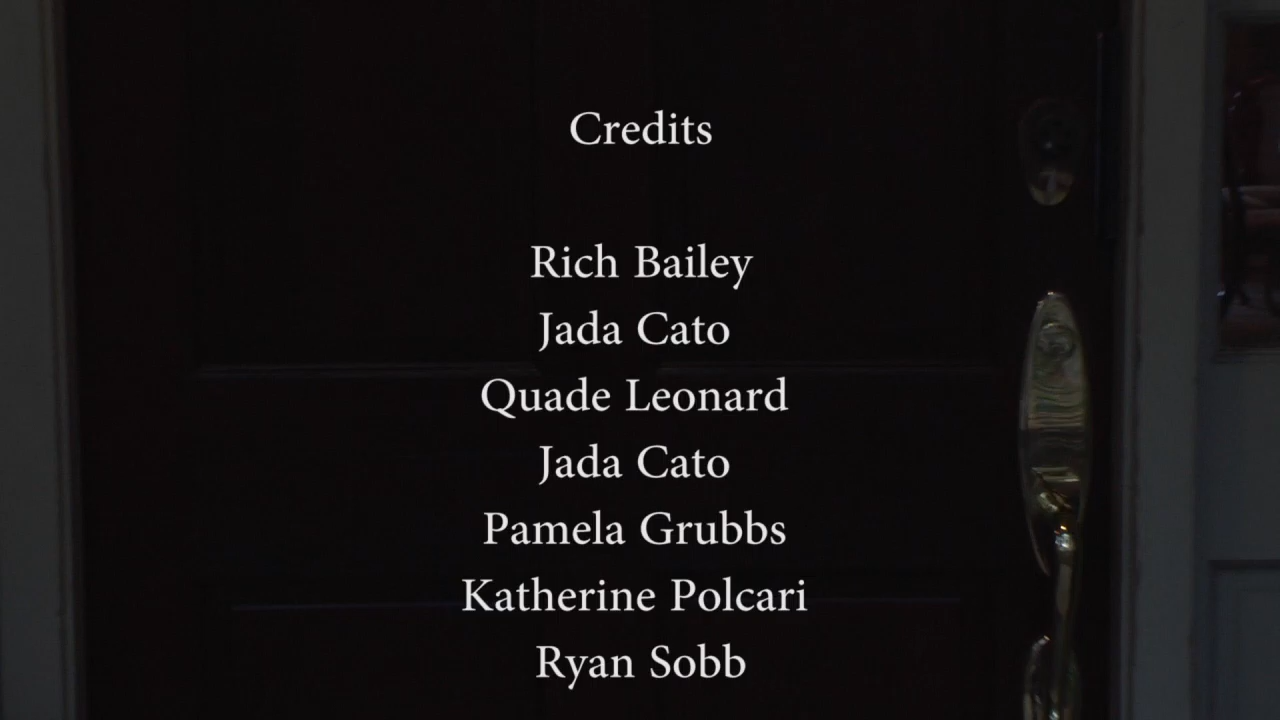 Credits
Rich Bailey
Jada Cato
Quade Leonard
Jada Cato
Pamela Grubbs
Katherine Polcari
Ryan Sobb